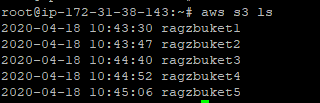 root@ip-172-31-38-143:~# aws s3 ls
2020-04-18 10:43:30 ragzbuket1
2020-04-18 10:43:47 ragzbuket2
2020-04-18 10:44:40 ragzbuket3
2020-04-18 10:44:52 ragzbuket4
2020-04-18 10:45:06 ragzbuket5